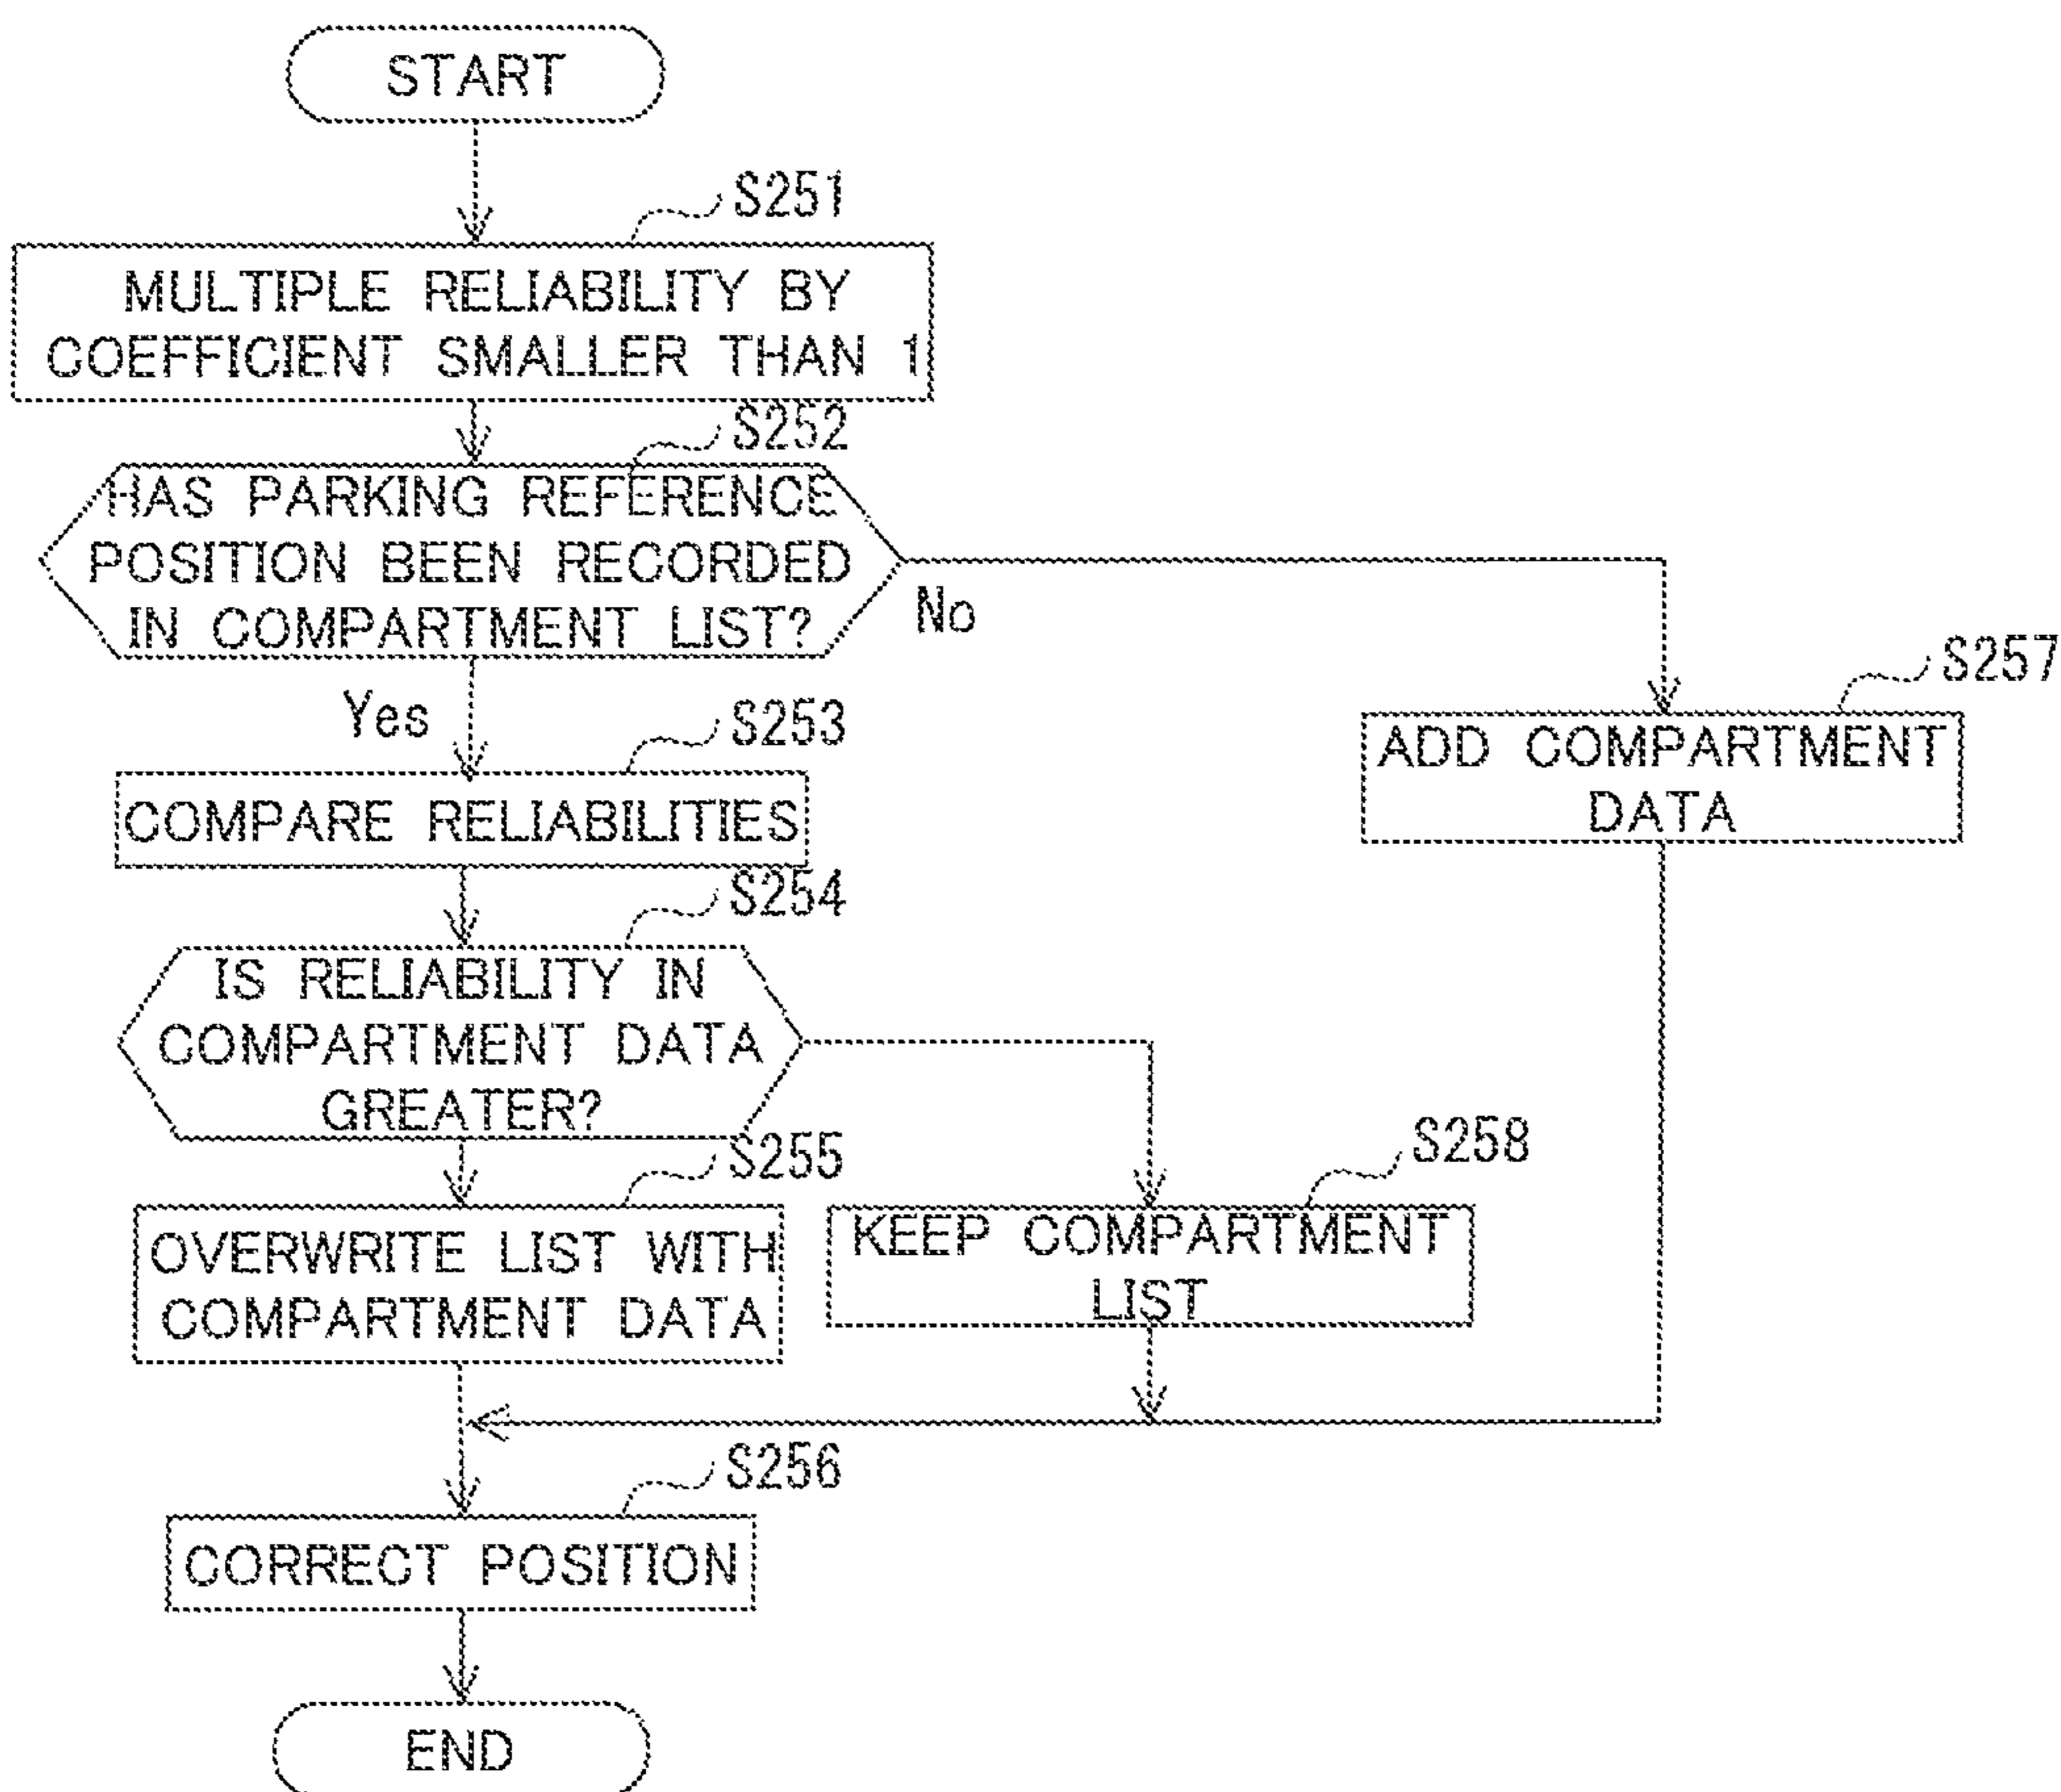 START
S251
MULTIPLE RELIABILITY BY
COEFFICIENT SMALLER THAN 1
S252
HAS PARKING REFERENCE
POSITION BEEN RECORDED
IN COMPARTMENT LIST?
No
Yes
S257
ADD COMPARTMENT
DATA
S253
COMPARE RELIABILITIES
S254
IS RELIABILITY IN
COMPARTMENT DATA
GREATER?
S255
OVERWRITE LIST WITH
COMPARTMENT DATA
S258
KEEP COMPARTMENT
LIST
S256
CORRECT POSITION
END